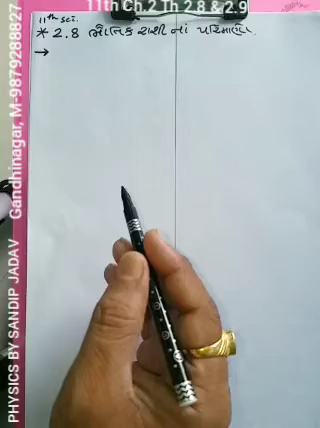 11th Ch.2 Th 2.8 & 2.9
11th sci.
* 2.8 ભૌતિક રાશી નાં પરિમાણો.
→
PHYSICS BY SANDIP JADAV Gandhinagar, M-9879288827